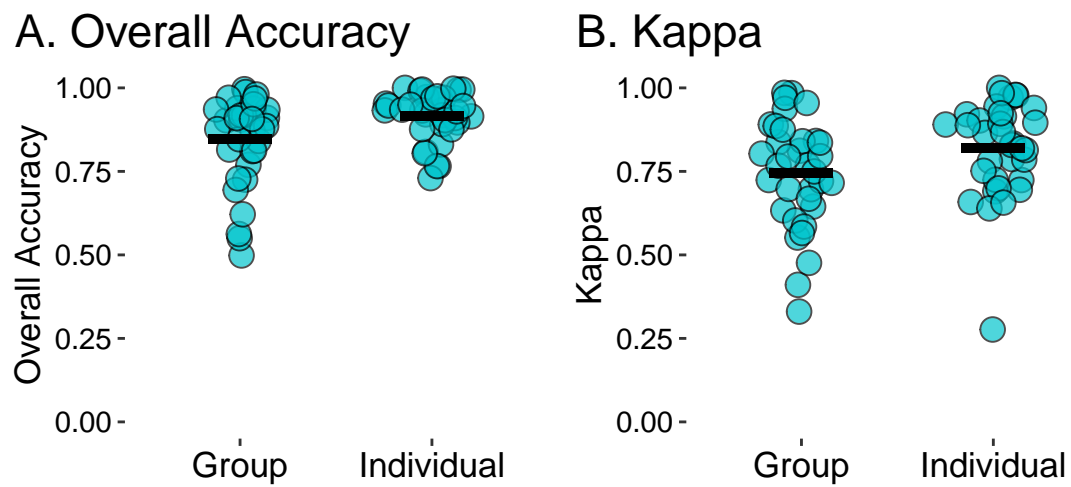 A. Overall Accuracy
Overall Accuracy
1.00
0.75
0.50
0.25
0.00
Group Individual
B. Kappa
Kappa
1.00
0.75
0.50
0.25
0.00
Group Individual